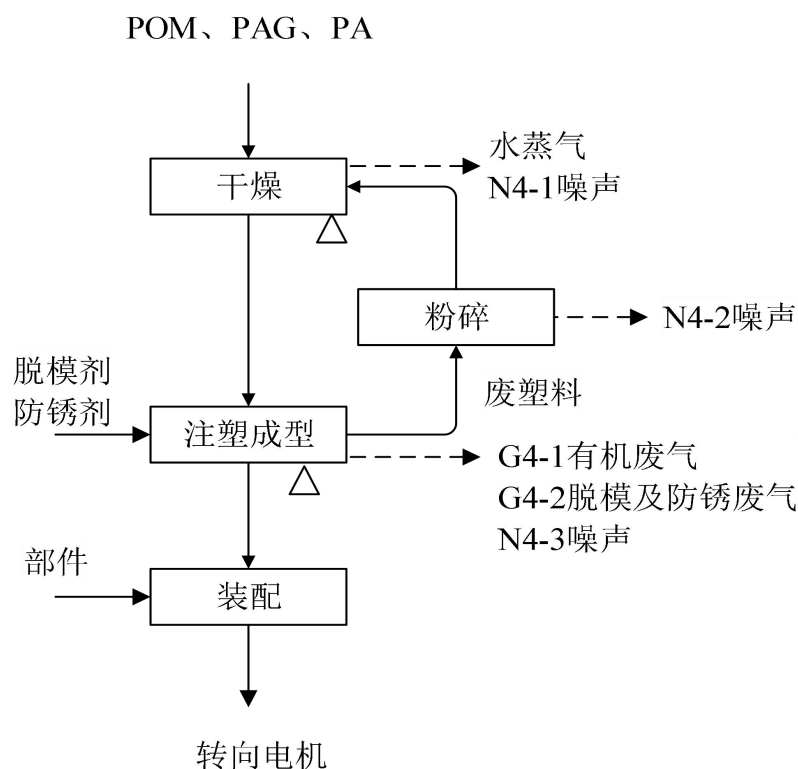 POM、PAG、PA
水蒸气
干燥
N4-1噪声
粉碎
N4-2噪声
脱模剂
防锈剂
废塑料
注塑成型
G4-1有机废气
G4-2脱模及防锈废气
N4-3噪声
部件
装配
转向电机